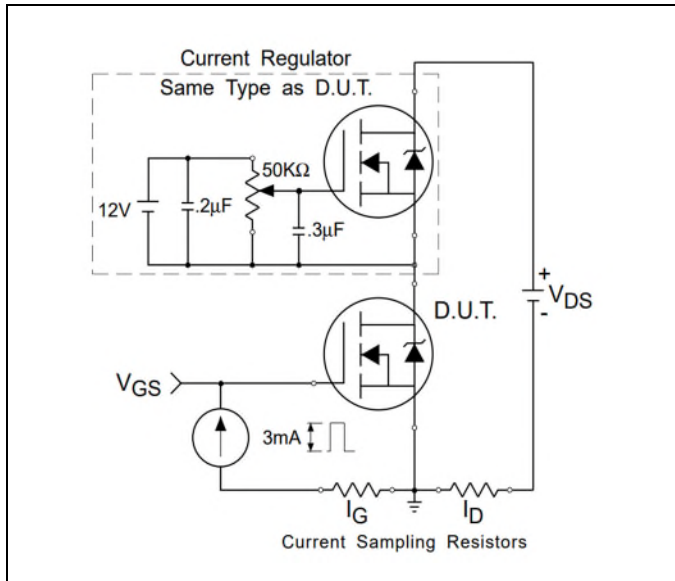 Current Regulator
Same Type as D.U.T.
50KΩ
12V
.2μF
.3μF
+
VDS
-
D.U.T.
VGS
3mA
IG
ID
Current Sampling Resistors